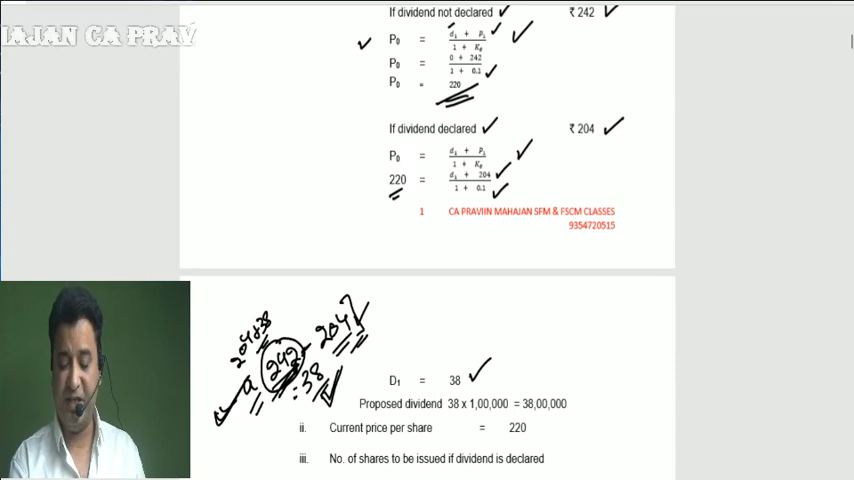 If dividend not declared ✓ ₹ 242 ✓
MAJAN CA PRAV
✓ P₀ = d₁ + P₁ / 1 + Kₑ ✓
P₀ = 0 + 242 / 1 + 0.1 ✓
P₀ = 220
If dividend declared ✓ ₹ 204 ✓
P₀ = d₁ + P₁ / 1 + Kₑ ✓
220 = d₁ + 204 / 1 + 0.1 ✓
1 CA PRAVIIN MAHAJAN SFM & FSCM CLASSES
9354720515
204+38
242 - 204
= 38
D₁ = 38 ✓
Proposed dividend 38 x 1,00,000 = 38,00,000
ii. Current price per share = 220
iii. No. of shares to be issued if dividend is declared